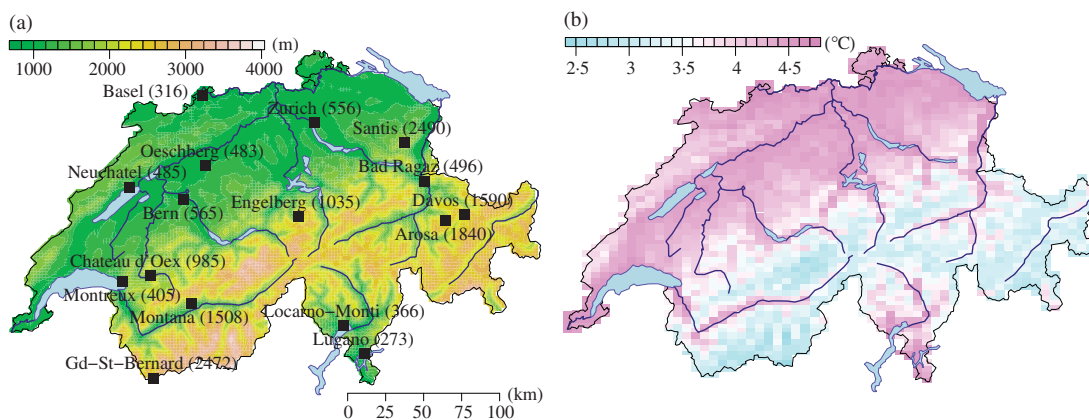 (a)
(m)
1000 2000 3000 4000
Basel (316)
Zurich (556)
Santis (2490)
Oeschberg (483)
Bad Ragaz (496)
Neuchatel (485)
Davos (1590)
Engelberg (1035)
Bern (565)
Arosa (1840)
Chateau d'Oex (985)
Montreux (405)
Locarno−Monti (366)
Montana (1508)
Lugano (273)
Gd−St−Bernard (2472)
(km)
0 25 50 75 100
(b)
(°C)
2·5 3 3·5 4 4·5